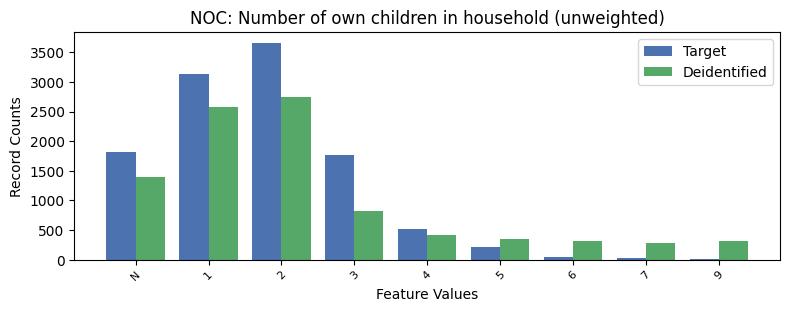 NOC: Number of own children in household (unweighted)
Target
Deidentified
3500
3000
2500
2000
1500
1000
500
0
Record Counts
N 1 2 3 4 5 6 7 9
Feature Values